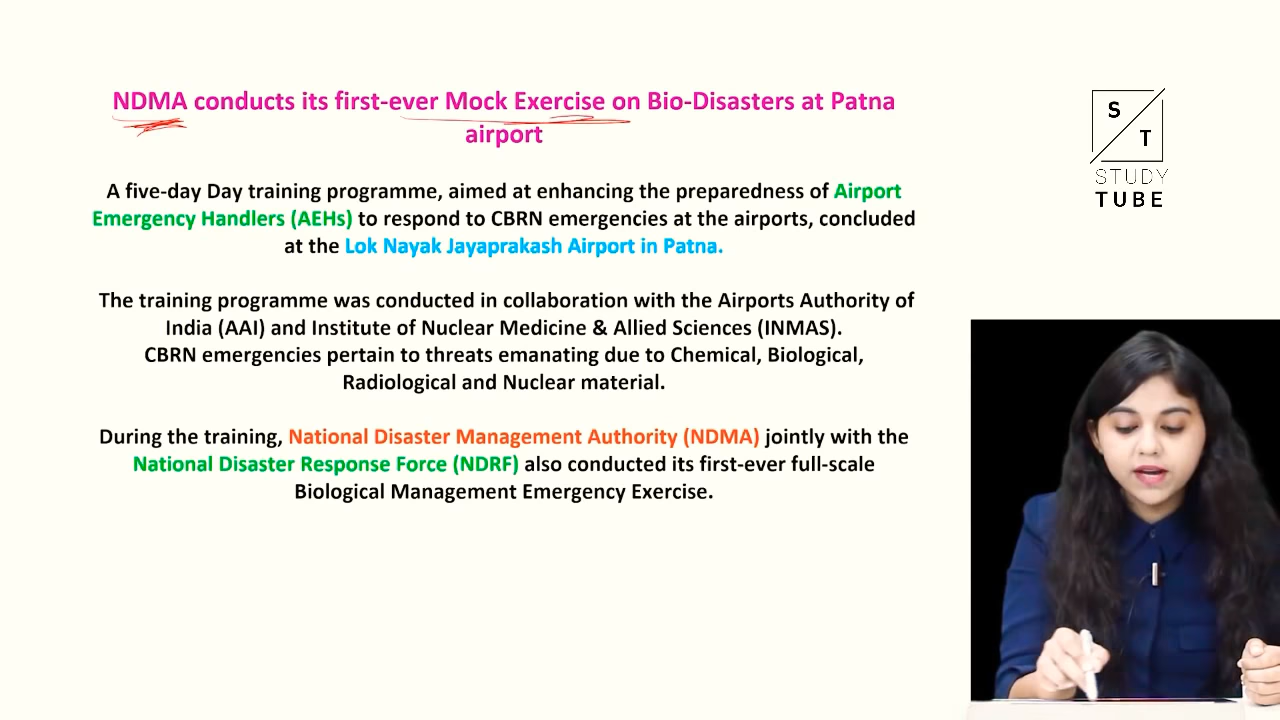 NDMA conducts its first-ever Mock Exercise on Bio-Disasters at Patna
airport
A five-day Day training programme, aimed at enhancing the preparedness of Airport
Emergency Handlers (AEHs) to respond to CBRN emergencies at the airports, concluded
at the Lok Nayak Jayaprakash Airport in Patna.
The training programme was conducted in collaboration with the Airports Authority of
India (AAI) and Institute of Nuclear Medicine & Allied Sciences (INMAS).
CBRN emergencies pertain to threats emanating due to Chemical, Biological,
Radiological and Nuclear material.
During the training, National Disaster Management Authority (NDMA) jointly with the
National Disaster Response Force (NDRF) also conducted its first-ever full-scale
Biological Management Emergency Exercise.
S
T
STUDY
TUBE